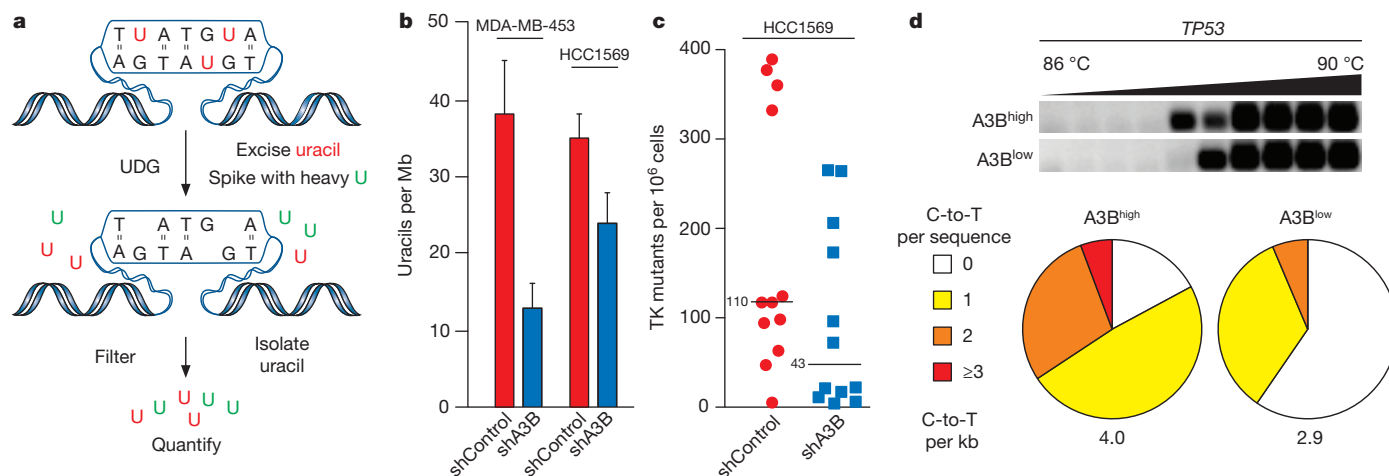 a
T U A T G U A
A G T A U G T
UDG
Excise uracil
Spike with heavy U
U
U
U
T A T G A
A G T A G T
U
U
U
Filter
Isolate
uracil
U U U U U U U
Quantify
b
50
40
30
20
10
0
Uracils per Mb
MDA-MB-453
HCC1569
shControl
shA3B
shControl
shA3B
c
HCC1569
400
300
200
100
0
TK mutants per 10⁶ cells
110
43
shControl
shA3B
d
TP53
86 °C 90 °C
A3Bhigh
A3Blow
C-to-T
per sequence
0
1
2
≥3
A3Bhigh
A3Blow
C-to-T
per kb
4.0
2.9